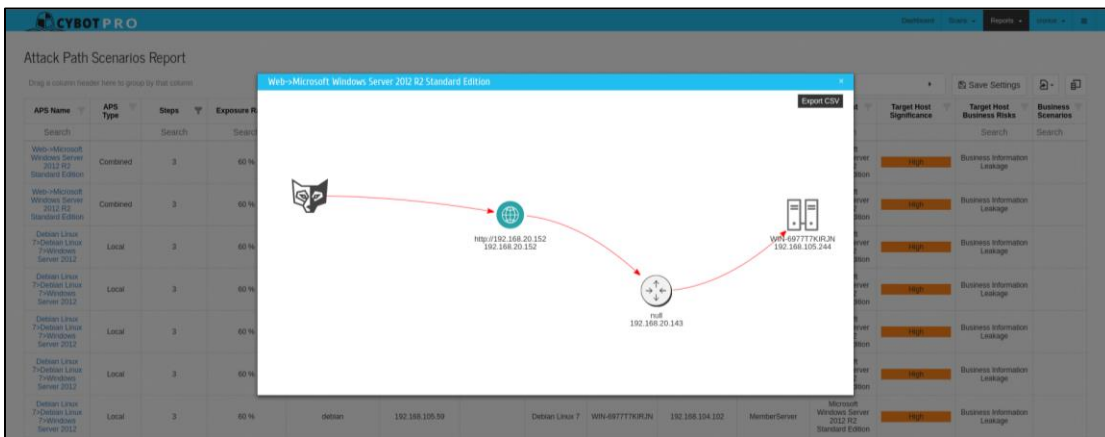 CYBOTPRO
Dashboard
Scans
Reports
Attack Path Scenarios Report
Drag a column header here to group by that column
Save Settings
APS Name
APS Type
Steps
Exposure R
Target Host Significance
Target Host Business Risks
Business Scenarios
Search
Search
Search
Search
Search
Web->Microsoft Windows Server 2012 R2 Standard Edition
Export CSV
http://192.168.20.152
192.168.20.152
null
192.168.20.143
WIN-6977T7KIRJN
192.168.105.244
Web->Microsoft Windows Server 2012 R2 Standard Edition
Combined
3
60 %
High
Business Information Leakage
Web->Microsoft Windows Server 2012 R2 Standard Edition
Combined
3
60 %
High
Business Information Leakage
Debian Linux 7>Debian Linux 7>Windows Server 2012
Local
3
60 %
High
Business Information Leakage
Debian Linux 7>Debian Linux 7>Windows Server 2012
Local
3
60 %
High
Business Information Leakage
Debian Linux 7>Debian Linux 7>Windows Server 2012
Local
3
60 %
High
Business Information Leakage
Debian Linux 7>Debian Linux 7>Windows Server 2012
Local
3
60 %
High
Business Information Leakage
Debian Linux 7>Debian Linux 7>Windows Server 2012
Local
3
60 %
debian
192.168.105.59
Debian Linux 7
WIN-6977T7KIRJN
192.168.104.102
MemberServer
Microsoft Windows Server 2012 R2 Standard Edition
High
Business Information Leakage